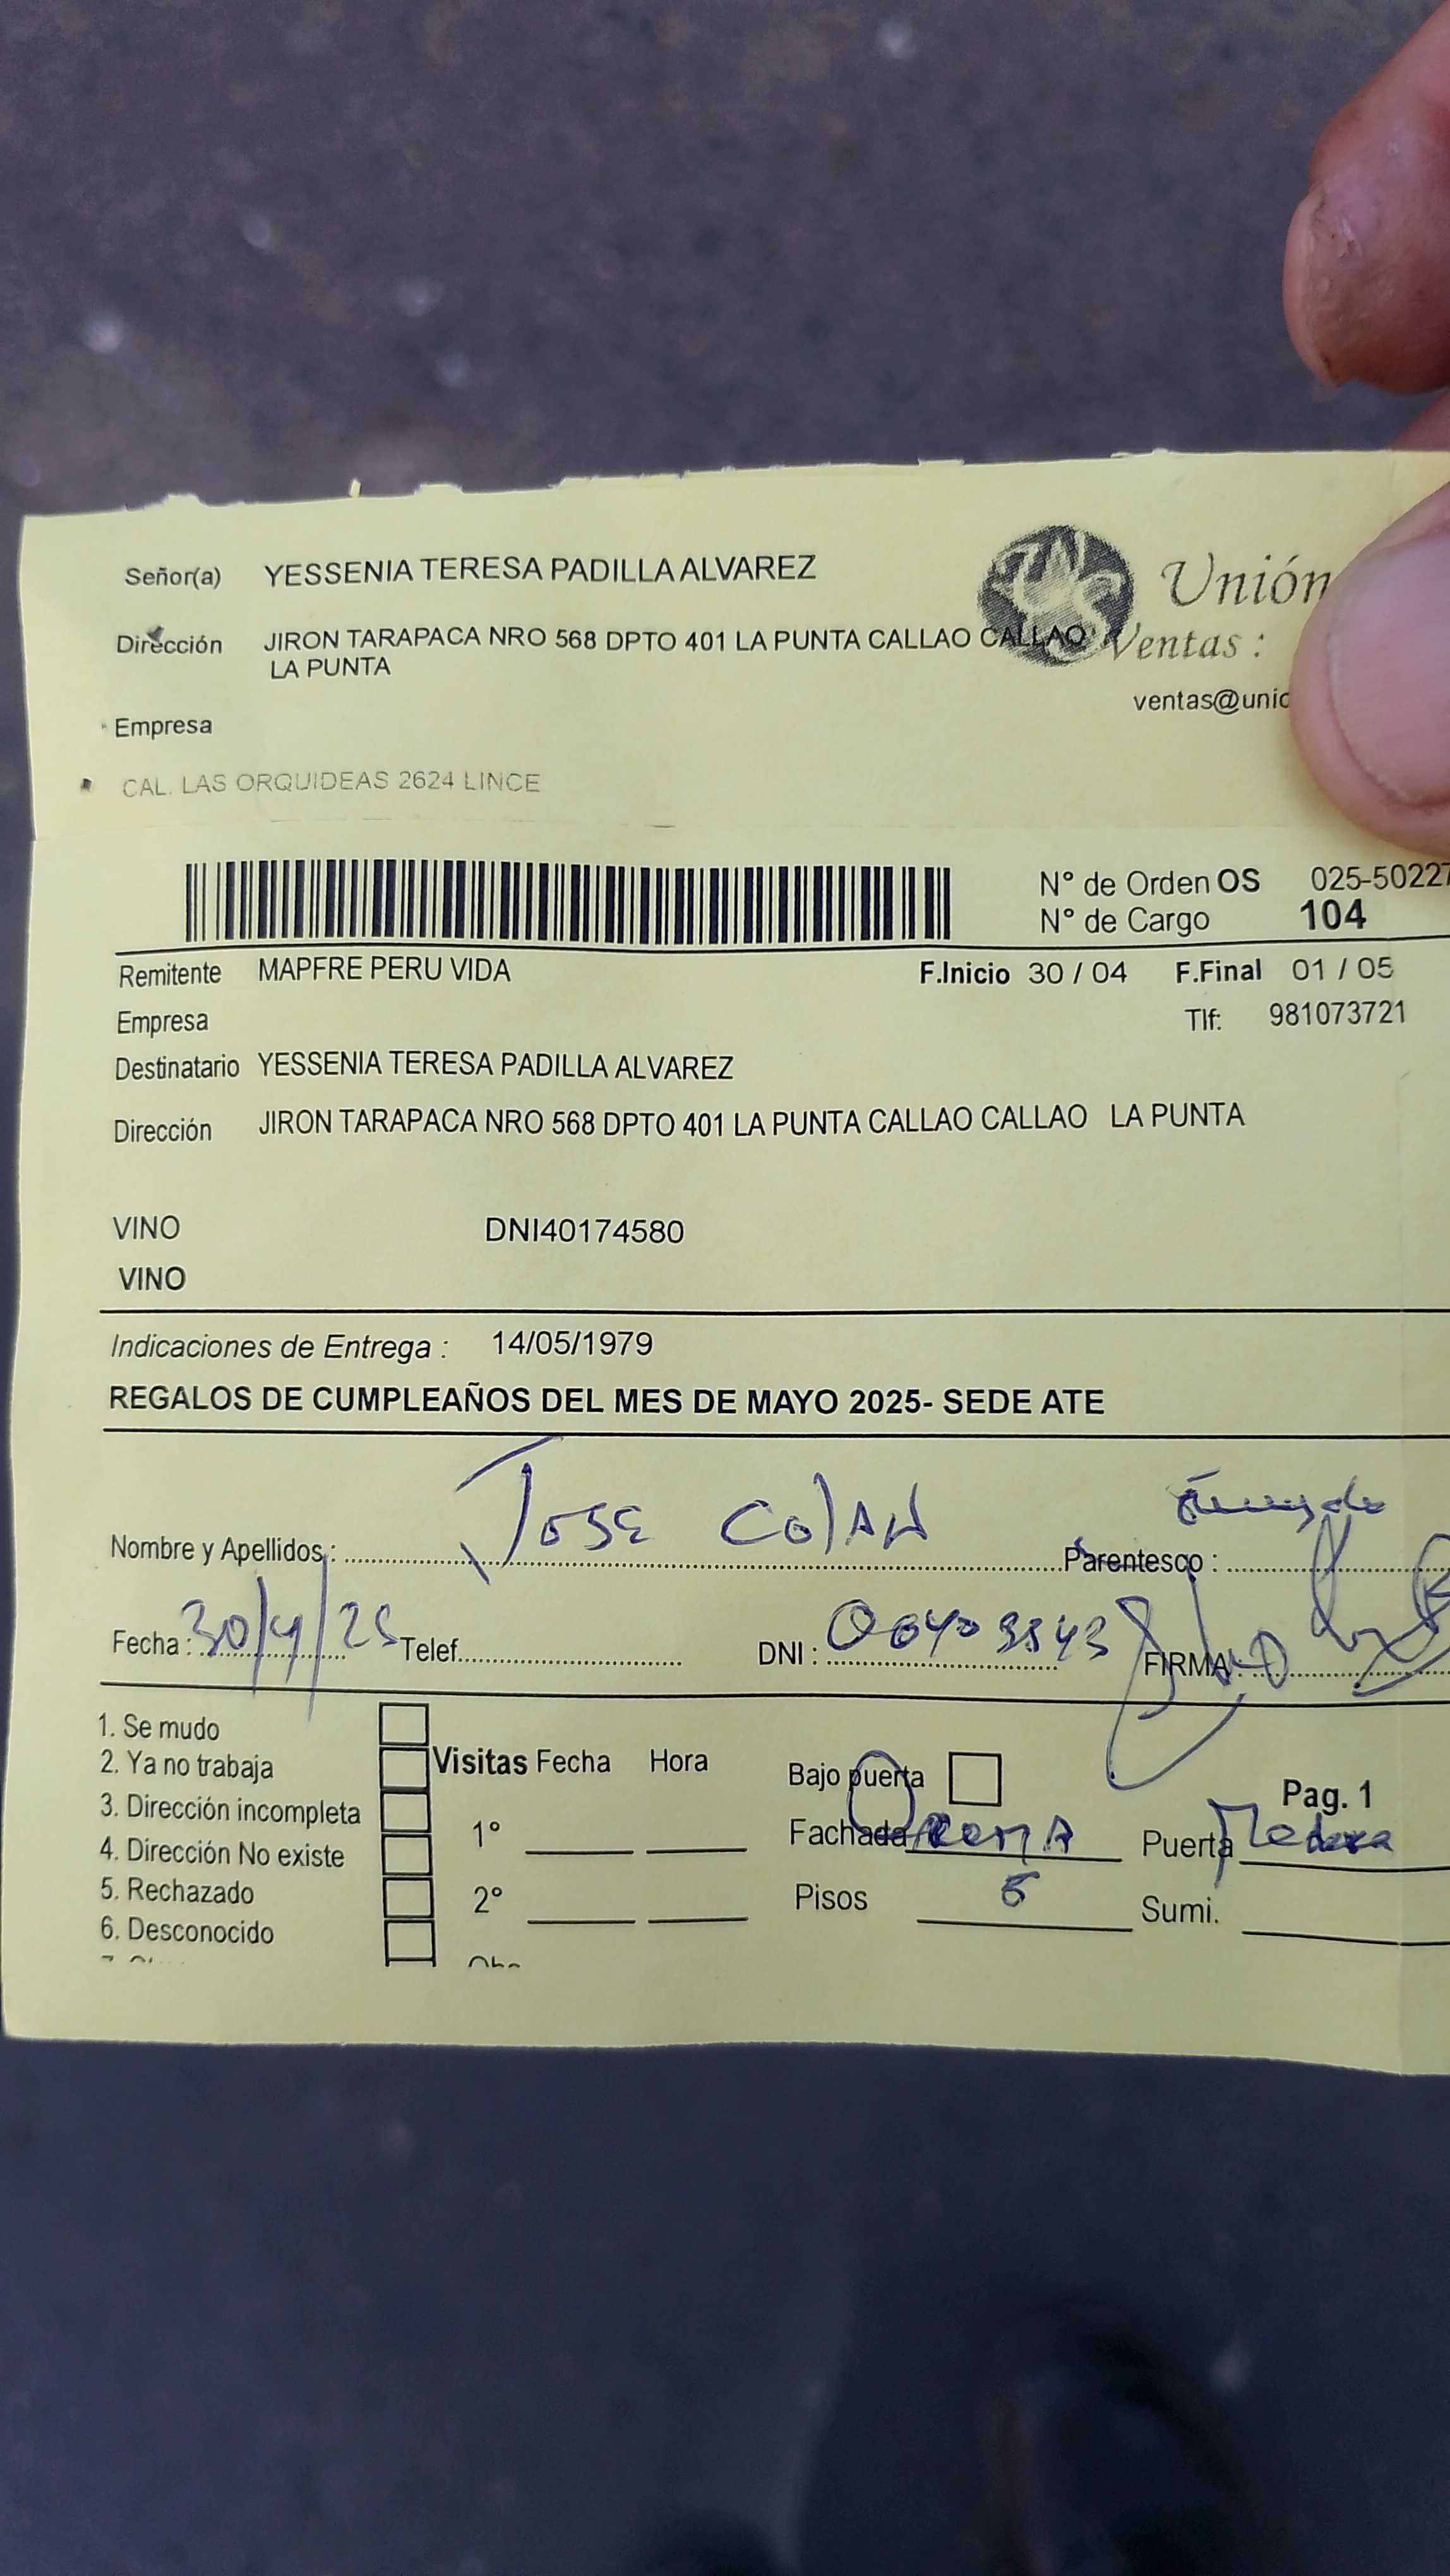 Señor(a) YESSENIA TERESA PADILLA ALVAREZ
Unión
Dirección JIRON TARAPACA NRO 568 DPTO 401 LA PUNTA CALLAO CALLAO
LA PUNTA
Ventas :
ventas@unic
Empresa
CAL. LAS ORQUIDEAS 2624 LINCE
N° de Orden OS 025-50227
N° de Cargo 104
Remitente MAPFRE PERU VIDA F.Inicio 30 / 04 F.Final 01 / 05
Empresa Tlf: 981073721
Destinatario YESSENIA TERESA PADILLA ALVAREZ
Dirección JIRON TARAPACA NRO 568 DPTO 401 LA PUNTA CALLAO CALLAO LA PUNTA
VINO DNI40174580
VINO
Indicaciones de Entrega : 14/05/1979
REGALOS DE CUMPLEAÑOS DEL MES DE MAYO 2025- SEDE ATE
Nombre y Apellidos : JOSE COLAN Parentesco :
Fecha : 30/4/25 Telef. DNI : FIRMA :
1. Se mudo
2. Ya no trabaja Visitas Fecha Hora Bajo puerta
3. Dirección incompleta Pag. 1
4. Dirección No existe 1° Fachada Puerta
5. Rechazado 2° Pisos 5 Sumi.
6. Desconocido